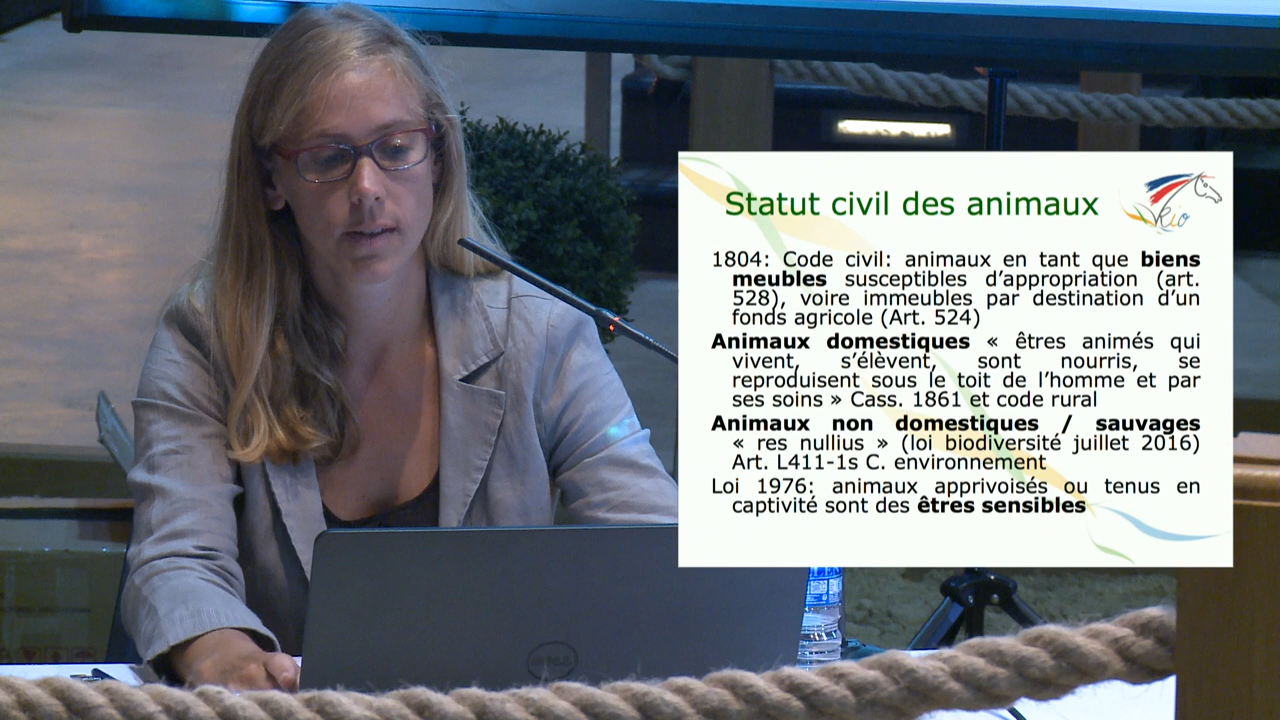 Statut civil des animaux
Rio
1804: Code civil: animaux en tant que biens
meubles susceptibles d’appropriation (art.
528), voire immeubles par destination d’un
fonds agricole (Art. 524)
Animaux domestiques « êtres animés qui
vivent, s’élèvent, sont nourris, se
reproduisent sous le toit de l’homme et par
ses soins » Cass. 1861 et code rural
Animaux non domestiques / sauvages
« res nullius » (loi biodiversité juillet 2016)
Art. L411-1s C. environnement
Loi 1976: animaux apprivoisés ou tenus en
captivité sont des êtres sensibles
DELL